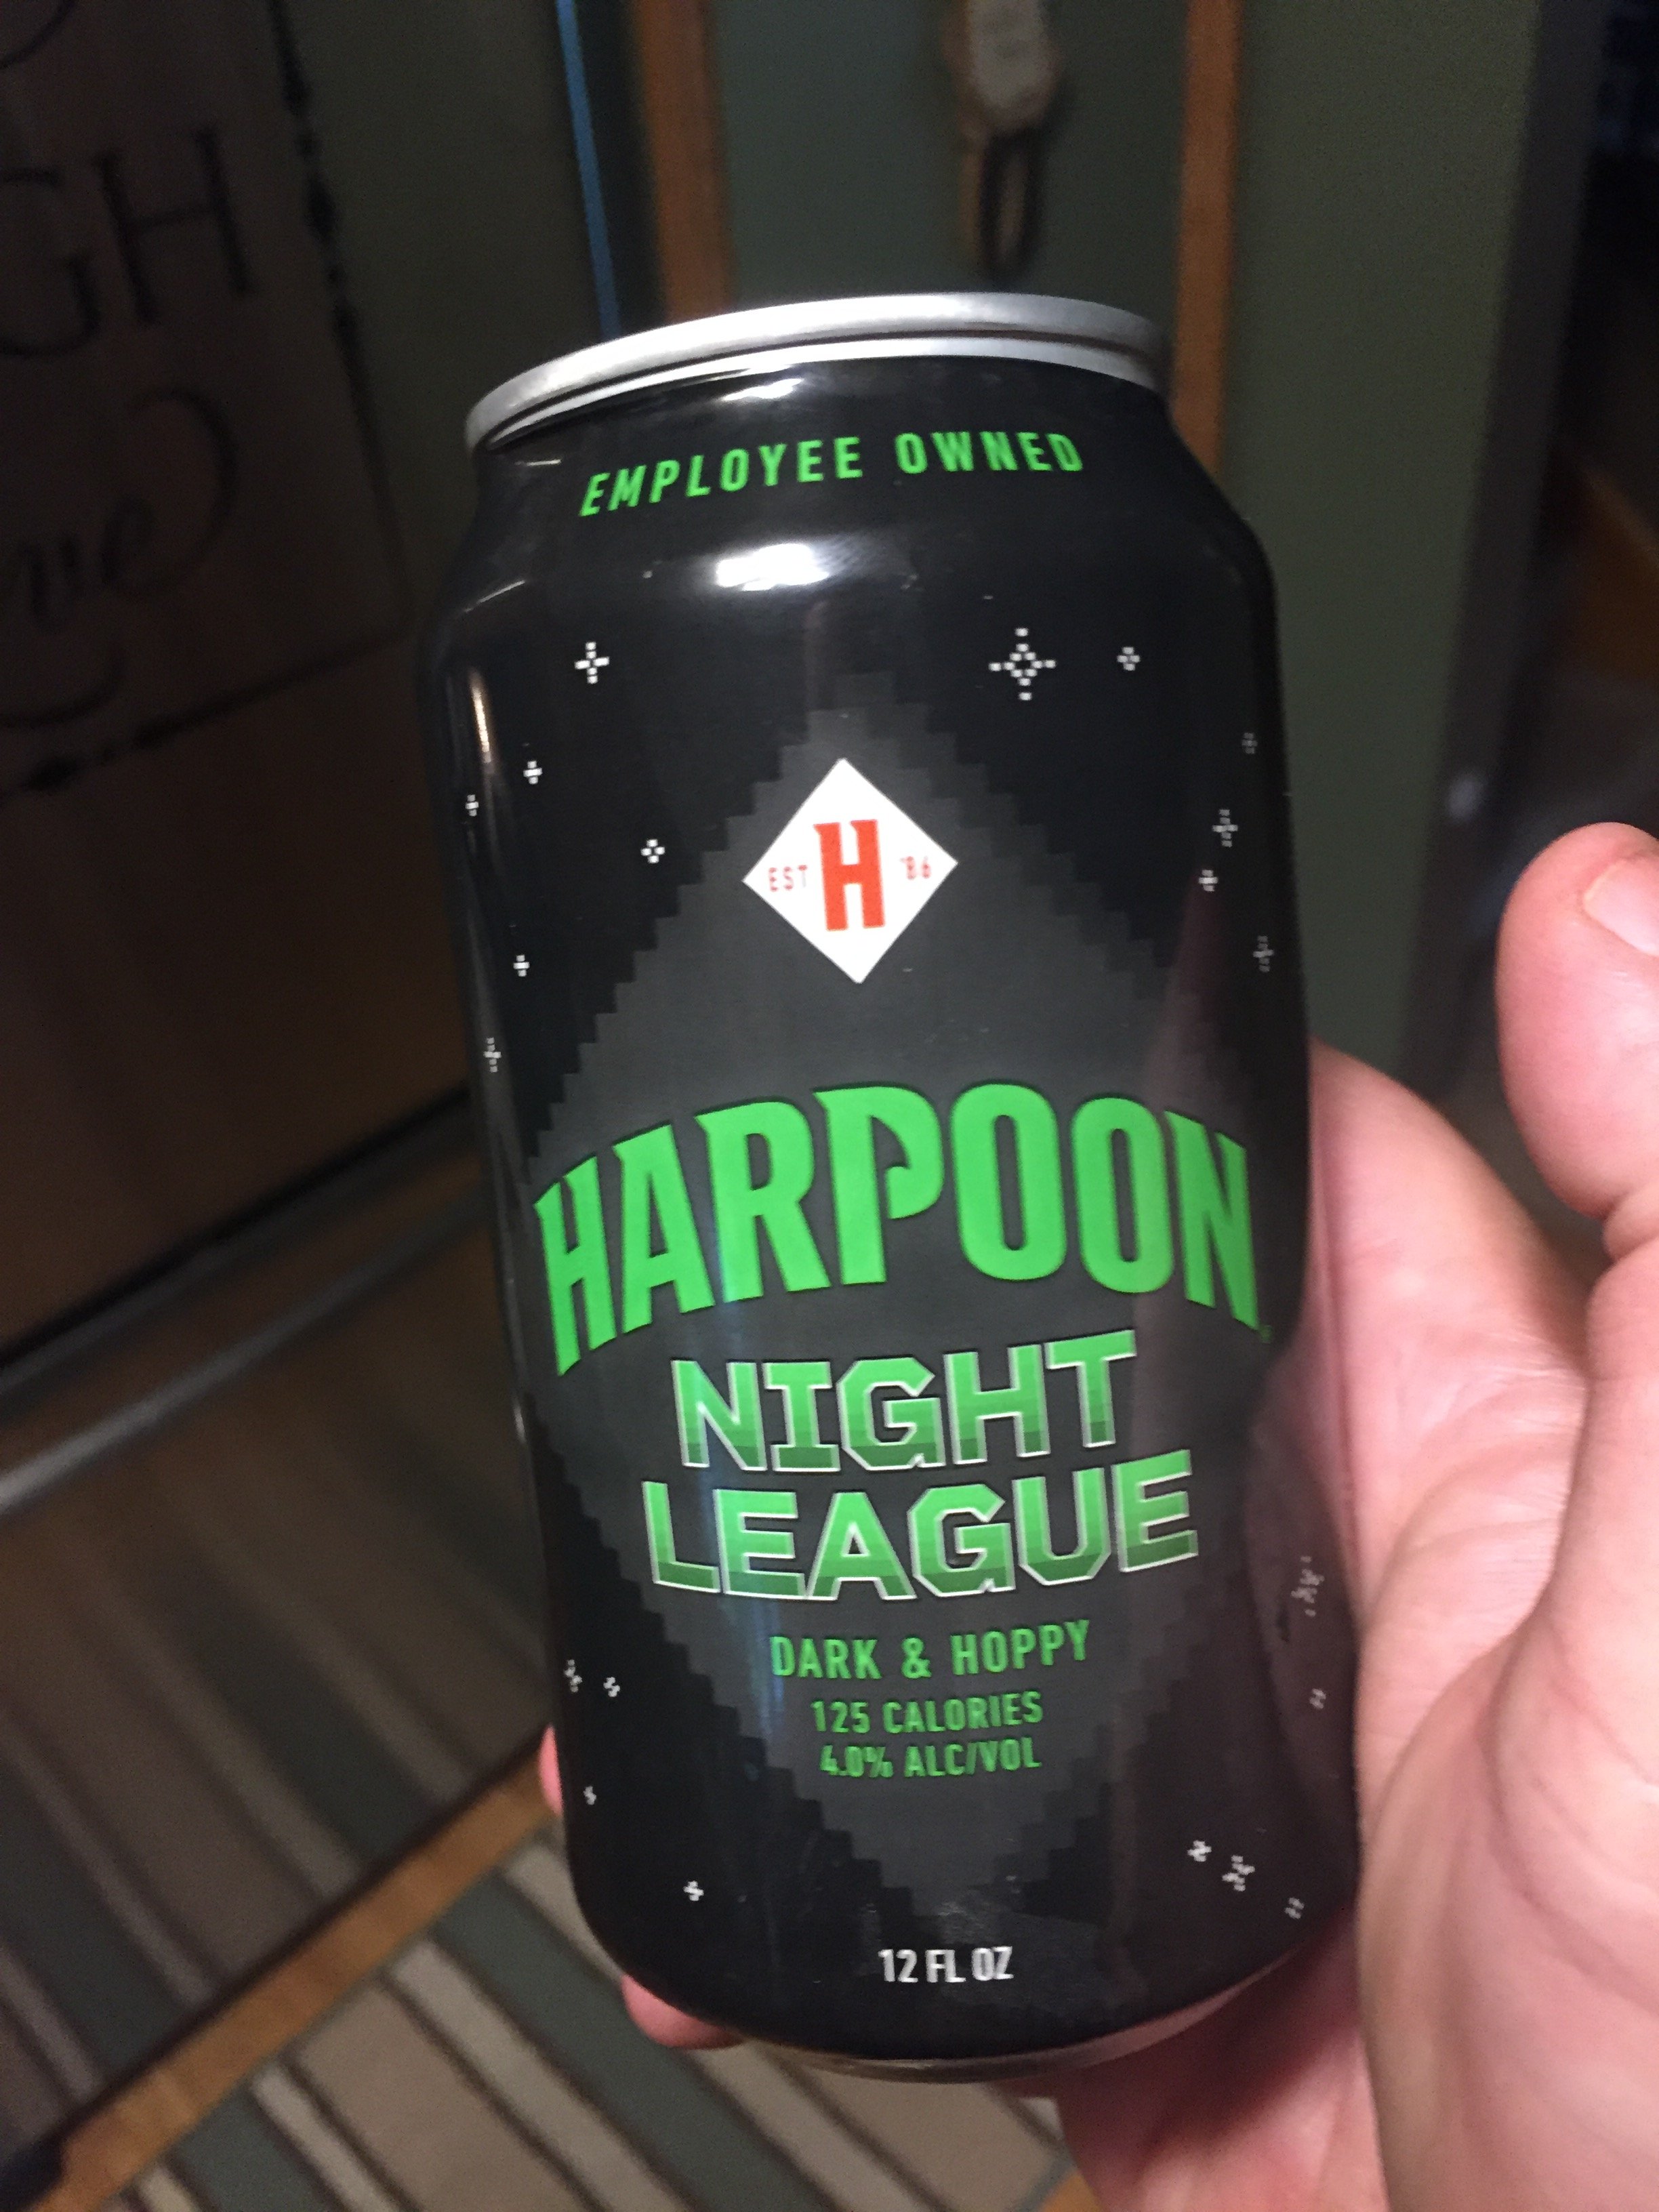 EMPLOYEE OWNED
EST H '86
HARPOON
NIGHT
LEAGUE
DARK & HOPPY
125 CALORIES
4.0% ALC/VOL
12 FL OZ